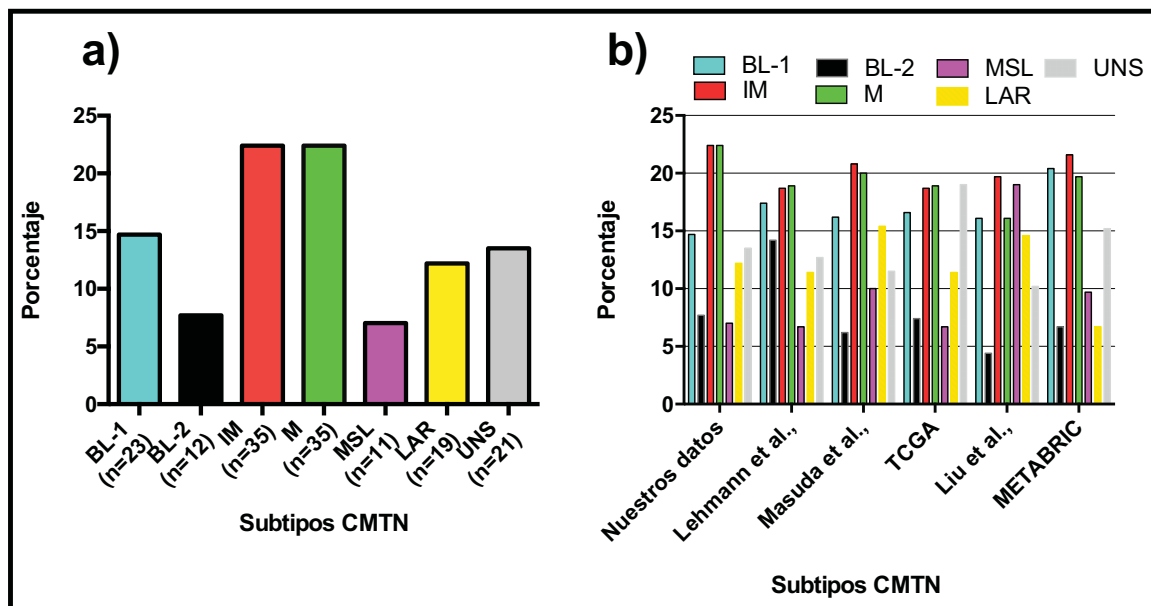 a)
Porcentaje
25
20
15
10
5
0
BL-1
(n=23)
BL-2
(n=12)
IM
(n=35)
M
(n=35)
MSL
(n=11)
LAR
(n=19)
UNS
(n=21)
Subtipos CMTN
b)
BL-1
BL-2
MSL
UNS
IM
M
LAR
Porcentaje
25
20
15
10
5
0
Nuestros datos
Lehmann et al.,
Masuda et al.,
TCGA
Liu et al.,
METABRIC
Subtipos CMTN